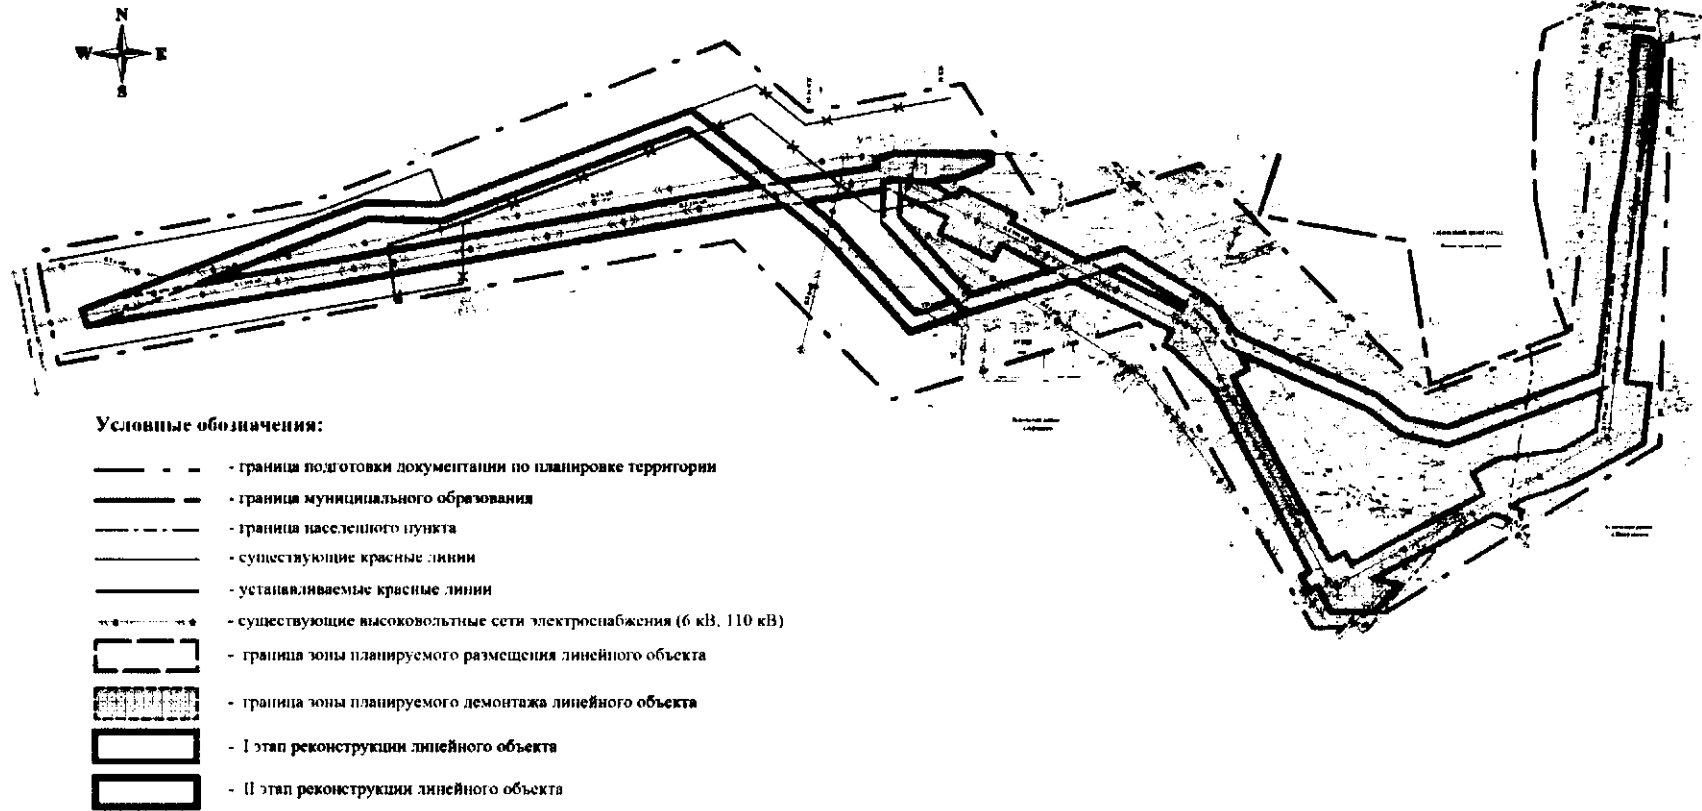 N
W E
S
Условные обозначения:
- граница подготовки документации по планировке территории
- граница муниципального образования
- граница населенного пункта
- существующие красные линии
- устанавливаемые красные линии
- существующие высоковольтные сети электроснабжения (6 кВ, 110 кВ)
- граница зоны планируемого размещения линейного объекта
- граница зоны планируемого демонтажа линейного объекта
- I этап реконструкции линейного объекта
- II этап реконструкции линейного объекта